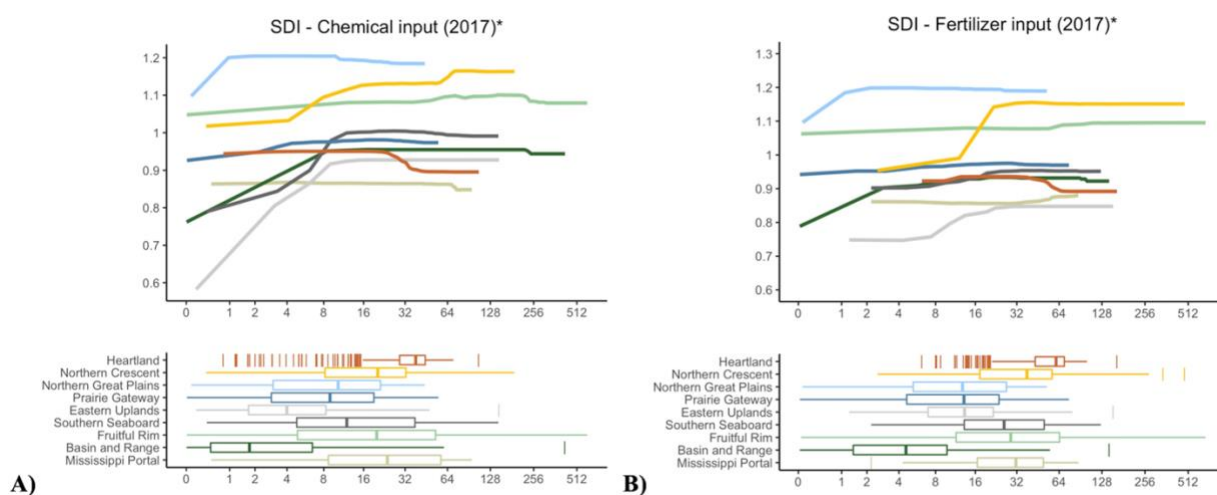 SDI - Chemical input (2017)*
1.2
1.1
1
0.9
0.8
0.7
0.6
0 1 2 4 8 16 32 64 128 256 512
Heartland
Northern Crescent
Northern Great Plains
Prairie Gateway
Eastern Uplands
Southern Seaboard
Fruitful Rim
Basin and Range
Mississippi Portal
0 1 2 4 8 16 32 64 128 256 512
A)
SDI - Fertilizer input (2017)*
1.3
1.2
1.1
1
0.9
0.8
0.7
0.6
0 1 2 4 8 16 32 64 128 256 512
Heartland
Northern Crescent
Northern Great Plains
Prairie Gateway
Eastern Uplands
Southern Seaboard
Fruitful Rim
Basin and Range
Mississippi Portal
0 1 2 4 8 16 32 64 128 256 512
B)